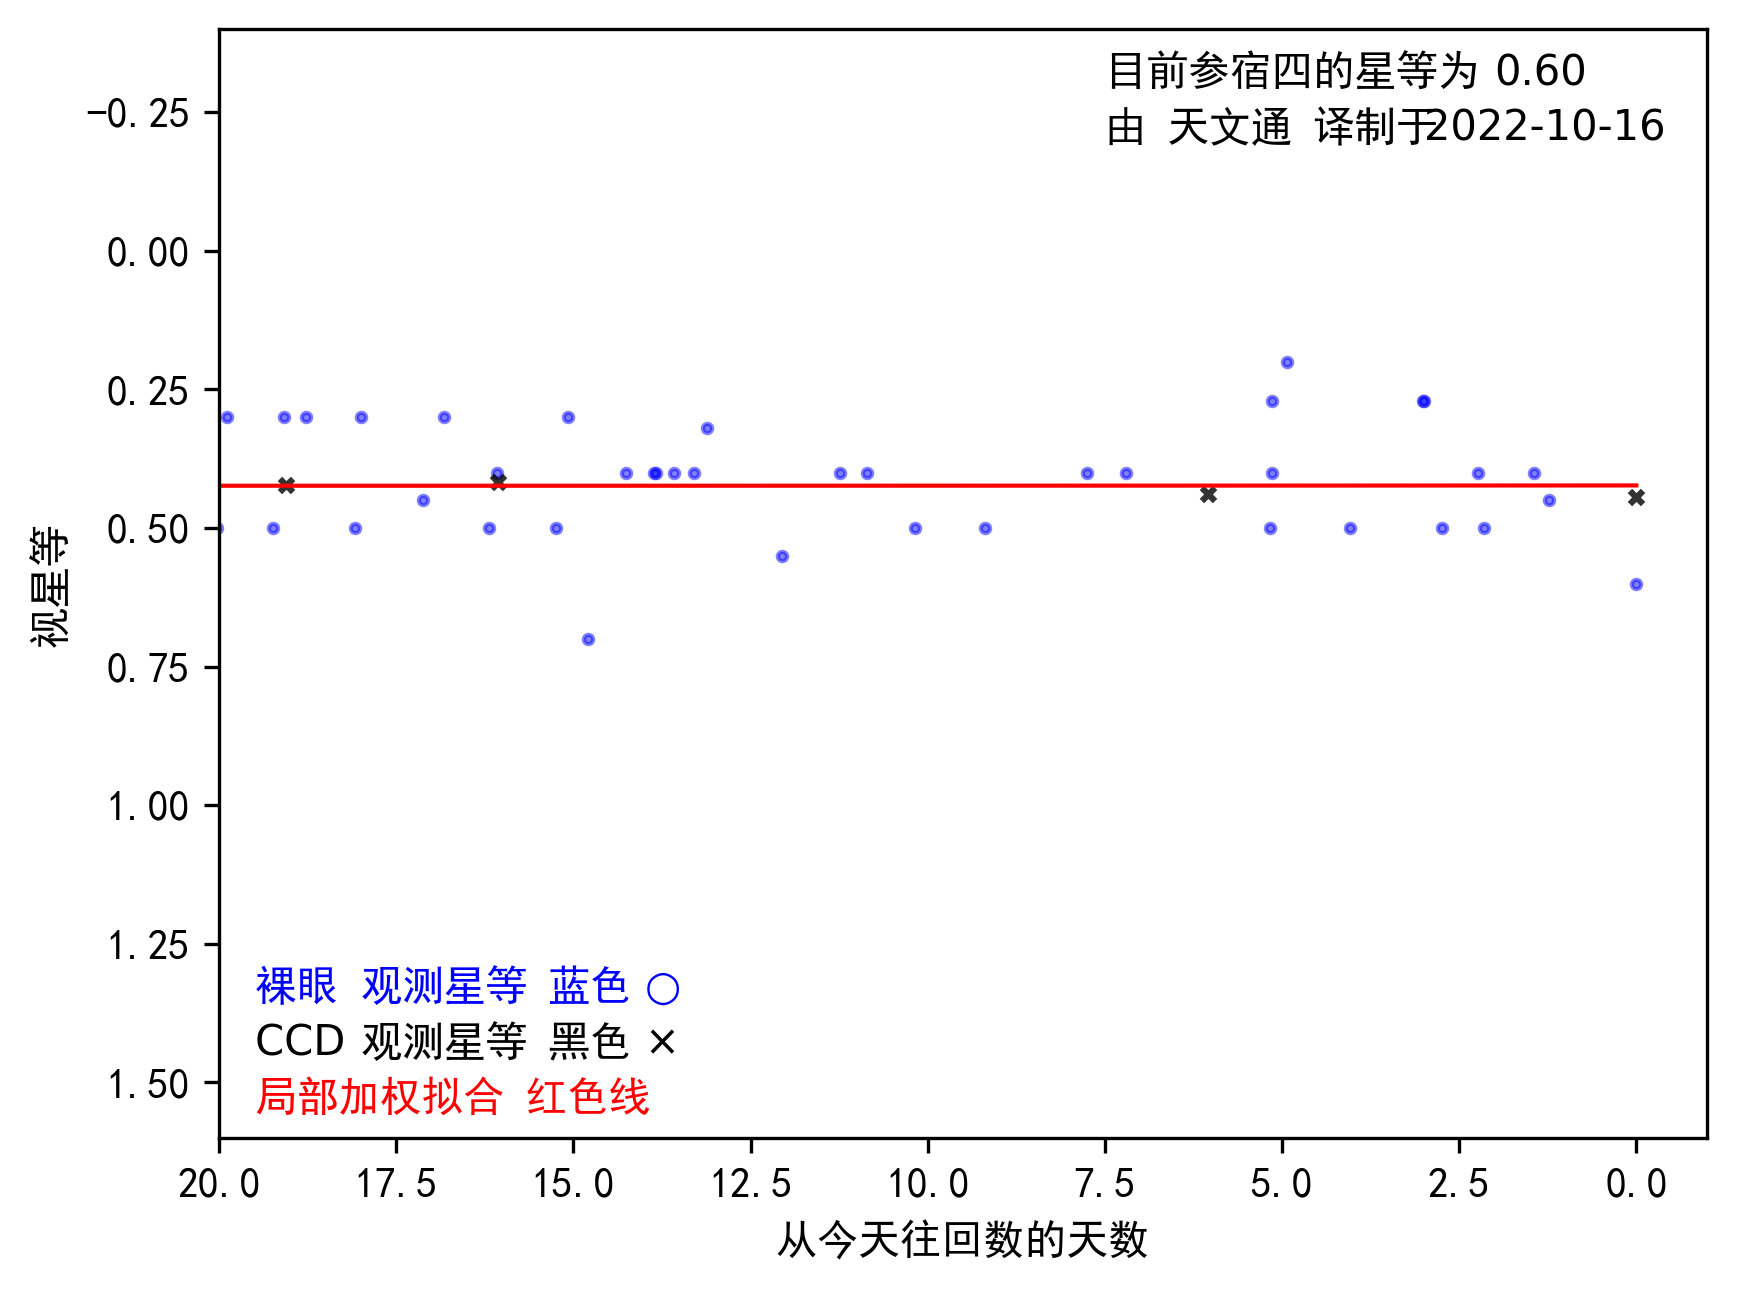 目前参宿四的星等为 0.60
由 天文通 译制于2022-10-16
−0.25
0.00
0.25
0.50
0.75
1.00
1.25
1.50
视星等
裸眼 观测星等 蓝色 ○
CCD 观测星等 黑色 ×
局部加权拟合 红色线
20.0 17.5 15.0 12.5 10.0 7.5 5.0 2.5 0.0
从今天往回数的天数